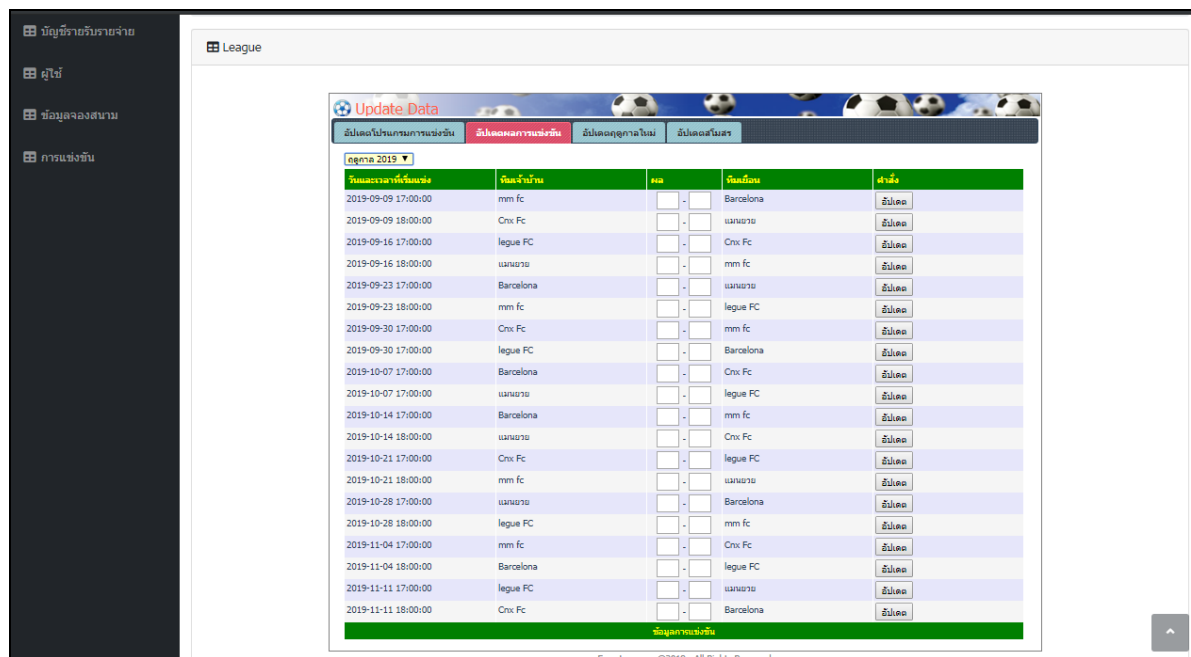 บัญชีรายรับรายจ่าย
ผู้ใช้
ข้อมูลจองสนาม
การแข่งขัน
League
Update Data
อัปเดตโปรแกรมการแข่งขัน อัปเดตผลการแข่งขัน อัปเดตฤดูกาลใหม่ อัปเดตสโมสร
ฤดูกาล 2019 ▼
วันและเวลาที่เริ่มแข่ง ทีมเจ้าบ้าน ผล ทีมเยือน คำสั่ง
2019-09-09 17:00:00 mm fc - Barcelona อัปเดต
2019-09-09 18:00:00 Cnx Fc - แมนยวย อัปเดต
2019-09-16 17:00:00 legue FC - Cnx Fc อัปเดต
2019-09-16 18:00:00 แมนยวย - mm fc อัปเดต
2019-09-23 17:00:00 Barcelona - แมนยวย อัปเดต
2019-09-23 18:00:00 mm fc - legue FC อัปเดต
2019-09-30 17:00:00 Cnx Fc - mm fc อัปเดต
2019-09-30 17:00:00 legue FC - Barcelona อัปเดต
2019-10-07 17:00:00 Barcelona - Cnx Fc อัปเดต
2019-10-07 17:00:00 แมนยวย - legue FC อัปเดต
2019-10-14 17:00:00 Barcelona - mm fc อัปเดต
2019-10-14 18:00:00 แมนยวย - Cnx Fc อัปเดต
2019-10-21 17:00:00 Cnx Fc - legue FC อัปเดต
2019-10-21 18:00:00 mm fc - แมนยวย อัปเดต
2019-10-28 17:00:00 แมนยวย - Barcelona อัปเดต
2019-10-28 18:00:00 legue FC - mm fc อัปเดต
2019-11-04 17:00:00 mm fc - Cnx Fc อัปเดต
2019-11-04 18:00:00 Barcelona - legue FC อัปเดต
2019-11-11 17:00:00 legue FC - แมนยวย อัปเดต
2019-11-11 18:00:00 Cnx Fc - Barcelona อัปเดต
ข้อมูลการแข่งขัน